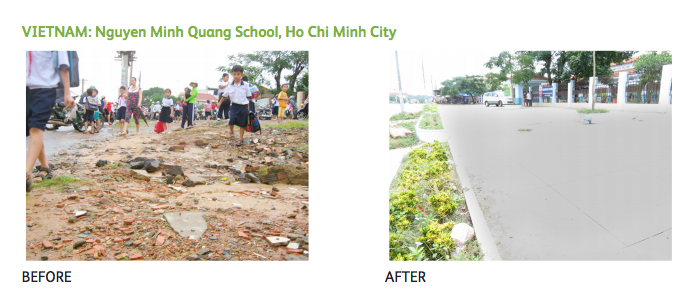 VIETNAM: Nguyen Minh Quang School, Ho Chi Minh City
BEFORE
AFTER